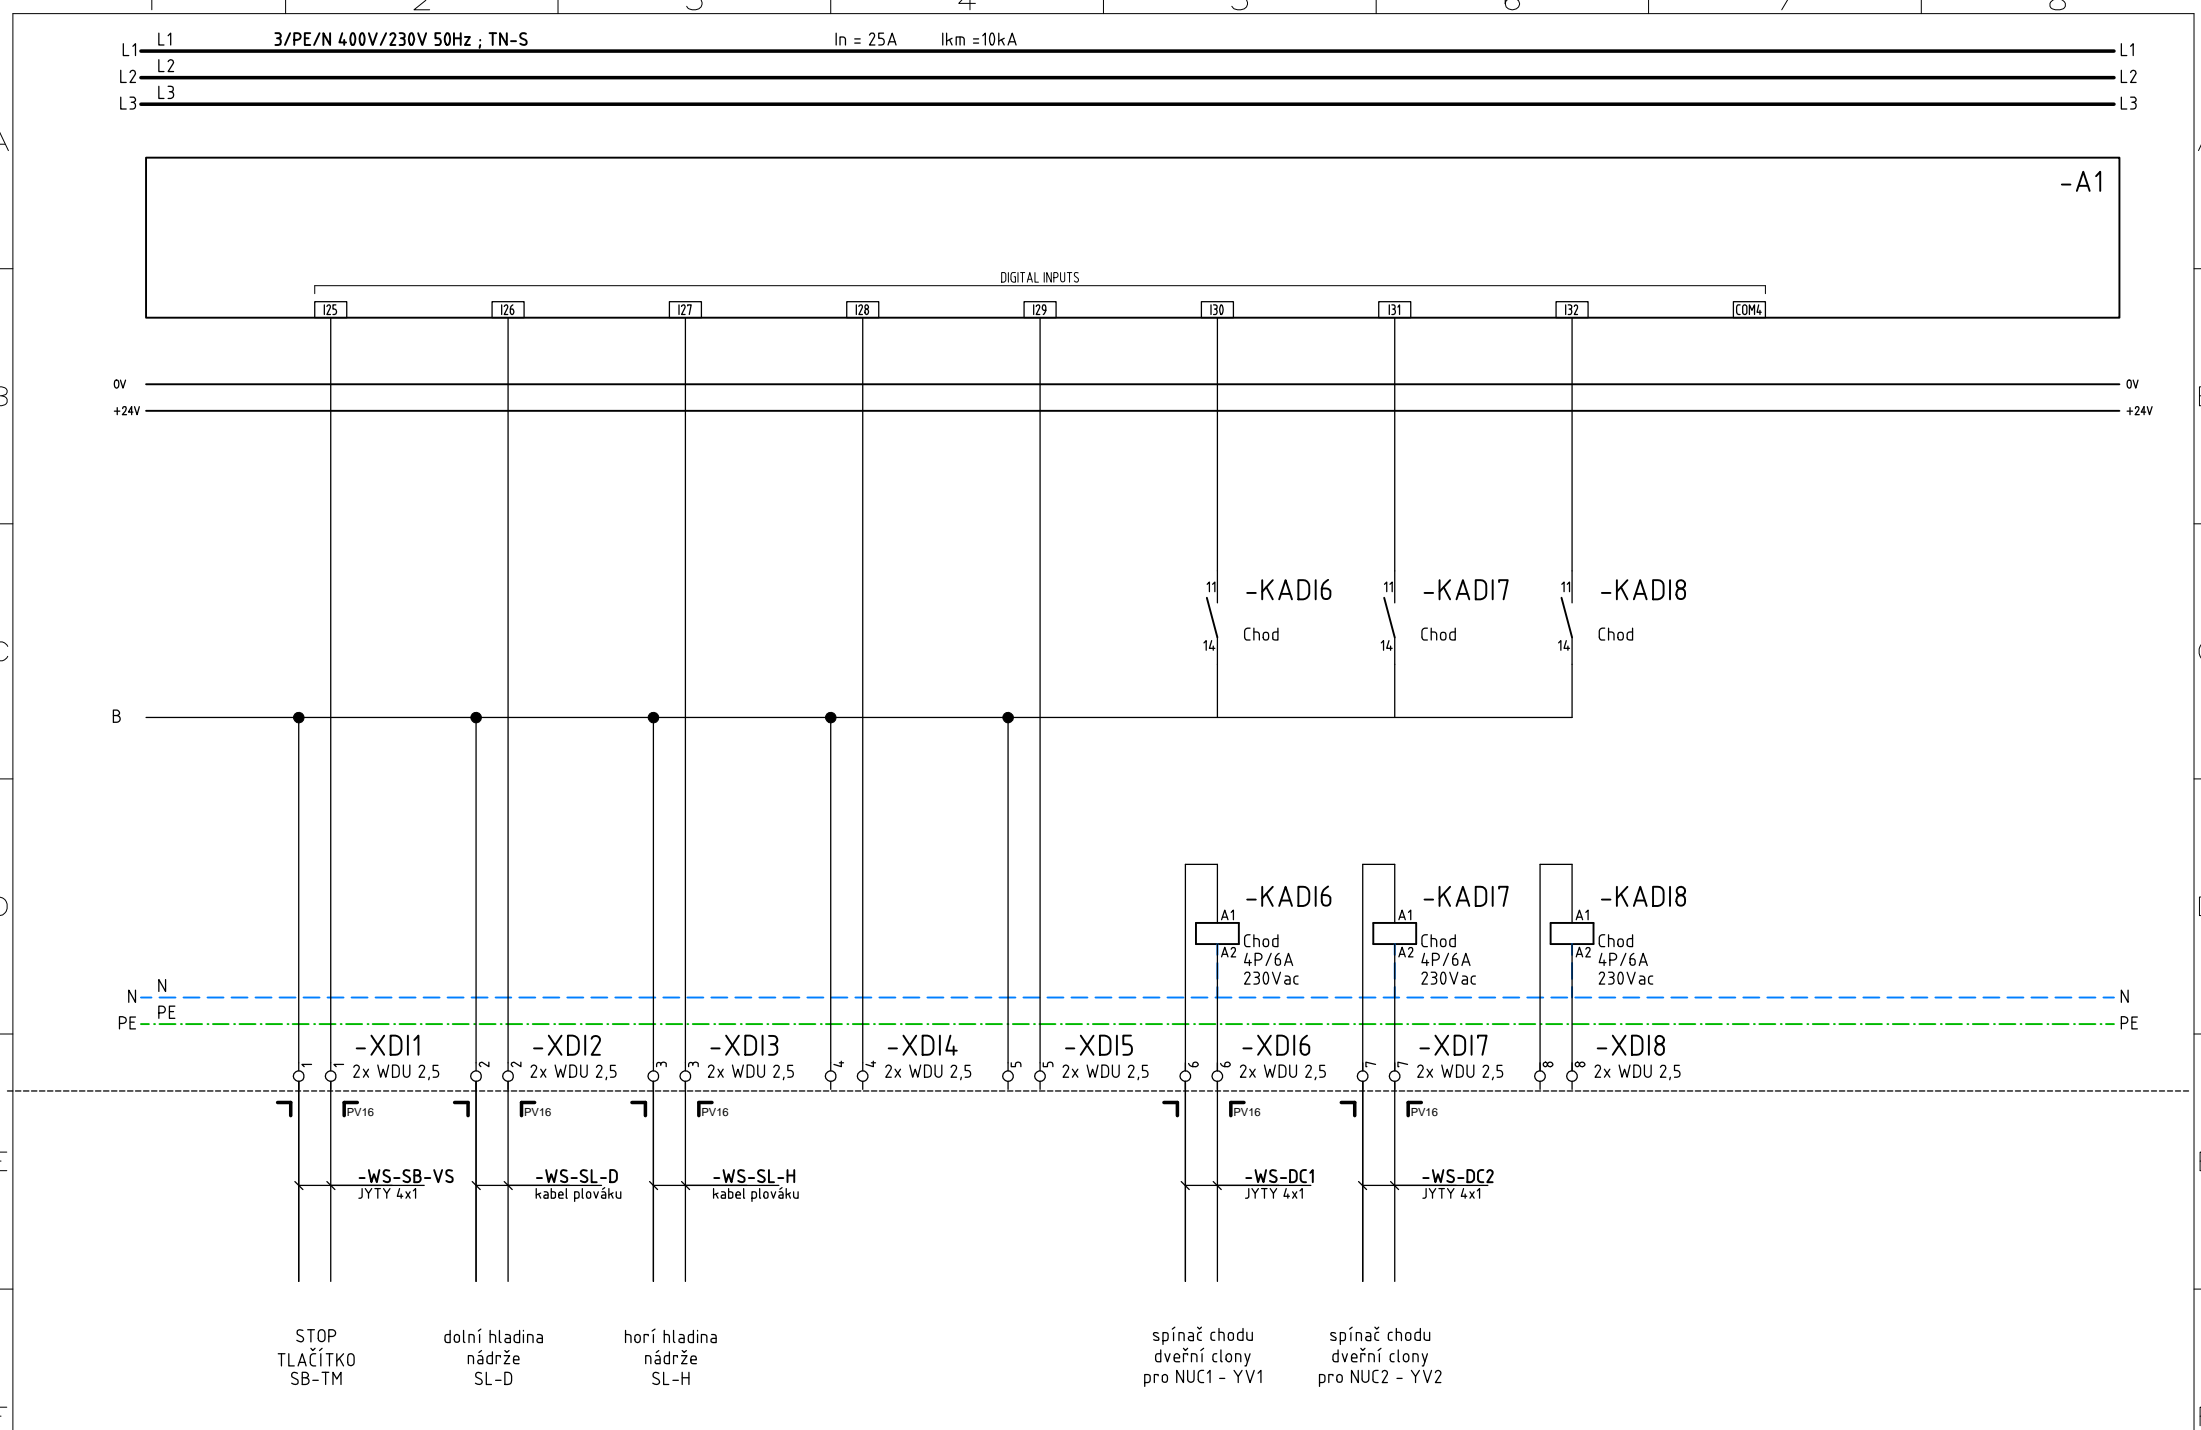 2 3 4 5 6 7 8
L1 3/PE/N 400V/230V 50Hz ; TN-S In = 25A Ikm =10kA
L1 L1
L2
L2 L2
L3
L3 L3
A
-A1
DIGITAL INPUTS
I25 I26 I27 I28 I29 I30 I31 I32 COM4
0V 0V
B
+24V +24V
11 -KADI6 11 -KADI7 11 -KADI8
Chod Chod Chod
14 14 14
C
B
-KADI6 -KADI7 -KADI8
D
A1 A1 A1
Chod Chod Chod
A2 A2 A2
4P/6A 4P/6A 4P/6A
230Vac 230Vac 230Vac
N
N N
PE
PE PE
-XDI1 -XDI2 -XDI3 -XDI4 -XDI5 -XDI6 -XDI7 -XDI8
1 1 2x WDU 2,5 2 2 2x WDU 2,5 3 3 2x WDU 2,5 4 4 2x WDU 2,5 5 5 2x WDU 2,5 6 6 2x WDU 2,5 7 7 2x WDU 2,5 8 8 2x WDU 2,5
PV16 PV16 PV16 PV16 PV16
E
-WS-SB-VS -WS-SL-D -WS-SL-H -WS-DC1 -WS-DC2
JYTY 4x1 kabel plováku kabel plováku JYTY 4x1 JYTY 4x1
STOP dolní hladina horí hladina spínač chodu spínač chodu
TLAČÍTKO nádrže nádrže dveřní clony dveřní clony
SB-TM SL-D SL-H pro NUC1 - YV1 pro NUC2 - YV2